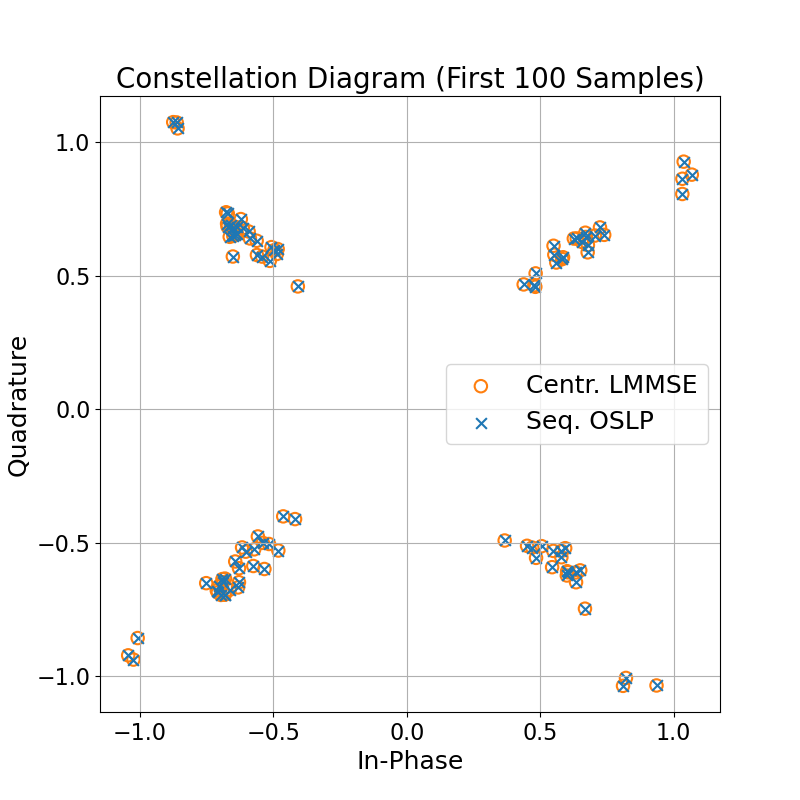 Constellation Diagram (First 100 Samples)
1.0
0.5
0.0
−0.5
−1.0
Quadrature
Centr. LMMSE
Seq. OSLP
−1.0 −0.5 0.0 0.5 1.0
In-Phase